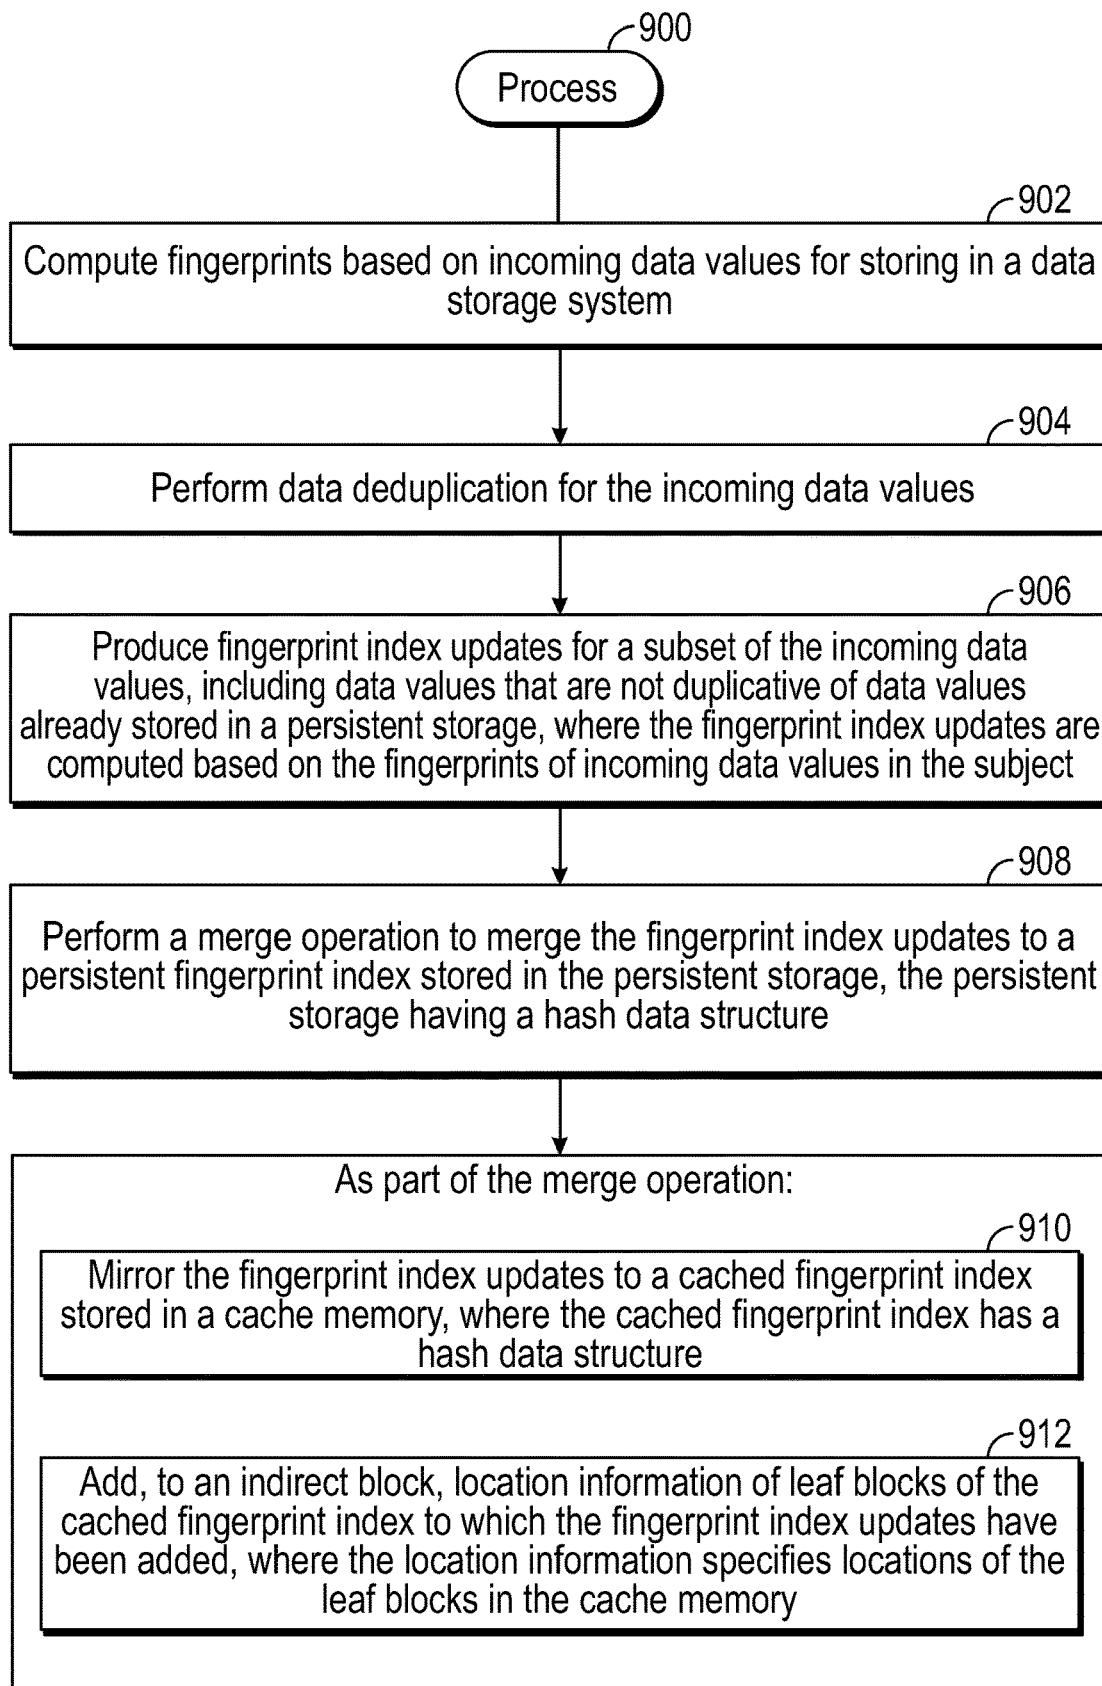 900
Process
902
Compute fingerprints based on incoming data values for storing in a data
storage system
904
Perform data deduplication for the incoming data values
906
Produce fingerprint index updates for a subset of the incoming data
values, including data values that are not duplicative of data values
already stored in a persistent storage, where the fingerprint index updates are
computed based on the fingerprints of incoming data values in the subject
908
Perform a merge operation to merge the fingerprint index updates to a
persistent fingerprint index stored in the persistent storage, the persistent
storage having a hash data structure
As part of the merge operation:
910
Mirror the fingerprint index updates to a cached fingerprint index
stored in a cache memory, where the cached fingerprint index has a
hash data structure
912
Add, to an indirect block, location information of leaf blocks of the
cached fingerprint index to which the fingerprint index updates have
been added, where the location information specifies locations of the
leaf blocks in the cache memory